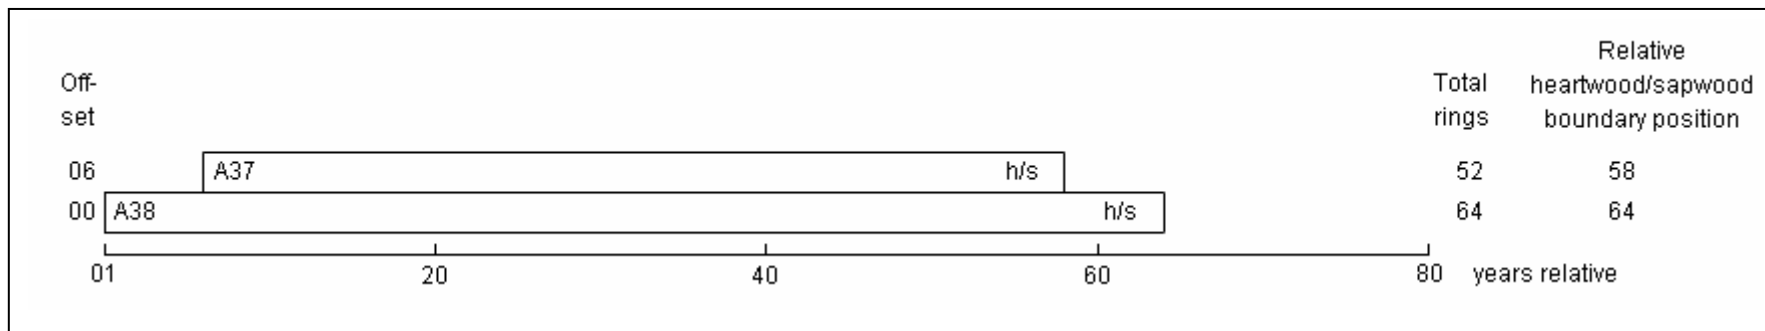 Relative
Off-
Total heartwood/sapwood
set
rings boundary position
06 A37 h/s 52 58
00 A38 h/s 64 64
01 20 40 60 80 years relative